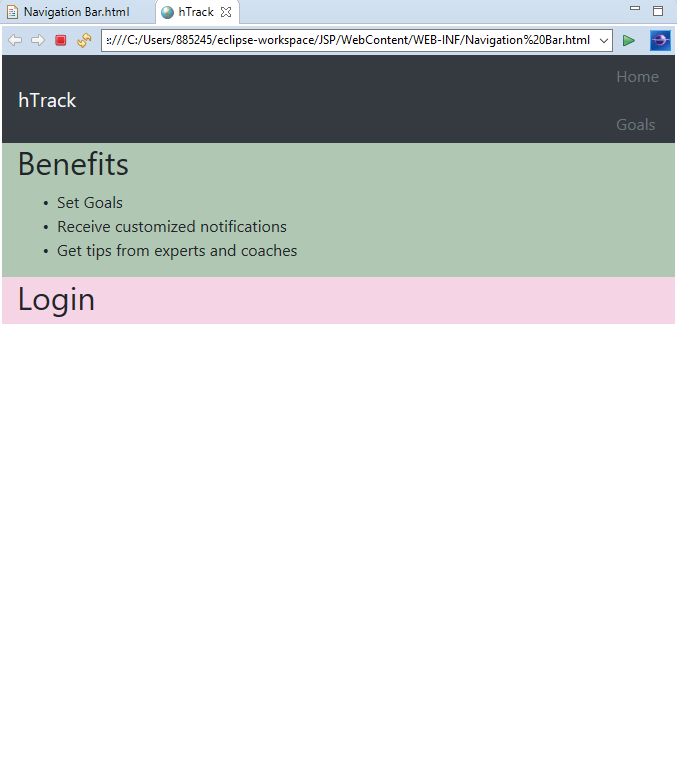 Navigation Bar.html
hTrack
:///C:/Users/885245/eclipse-workspace/JSP/WebContent/WEB-INF/Navigation%20Bar.html
Home
hTrack
Goals
Benefits
• Set Goals
• Receive customized notifications
• Get tips from experts and coaches
Login